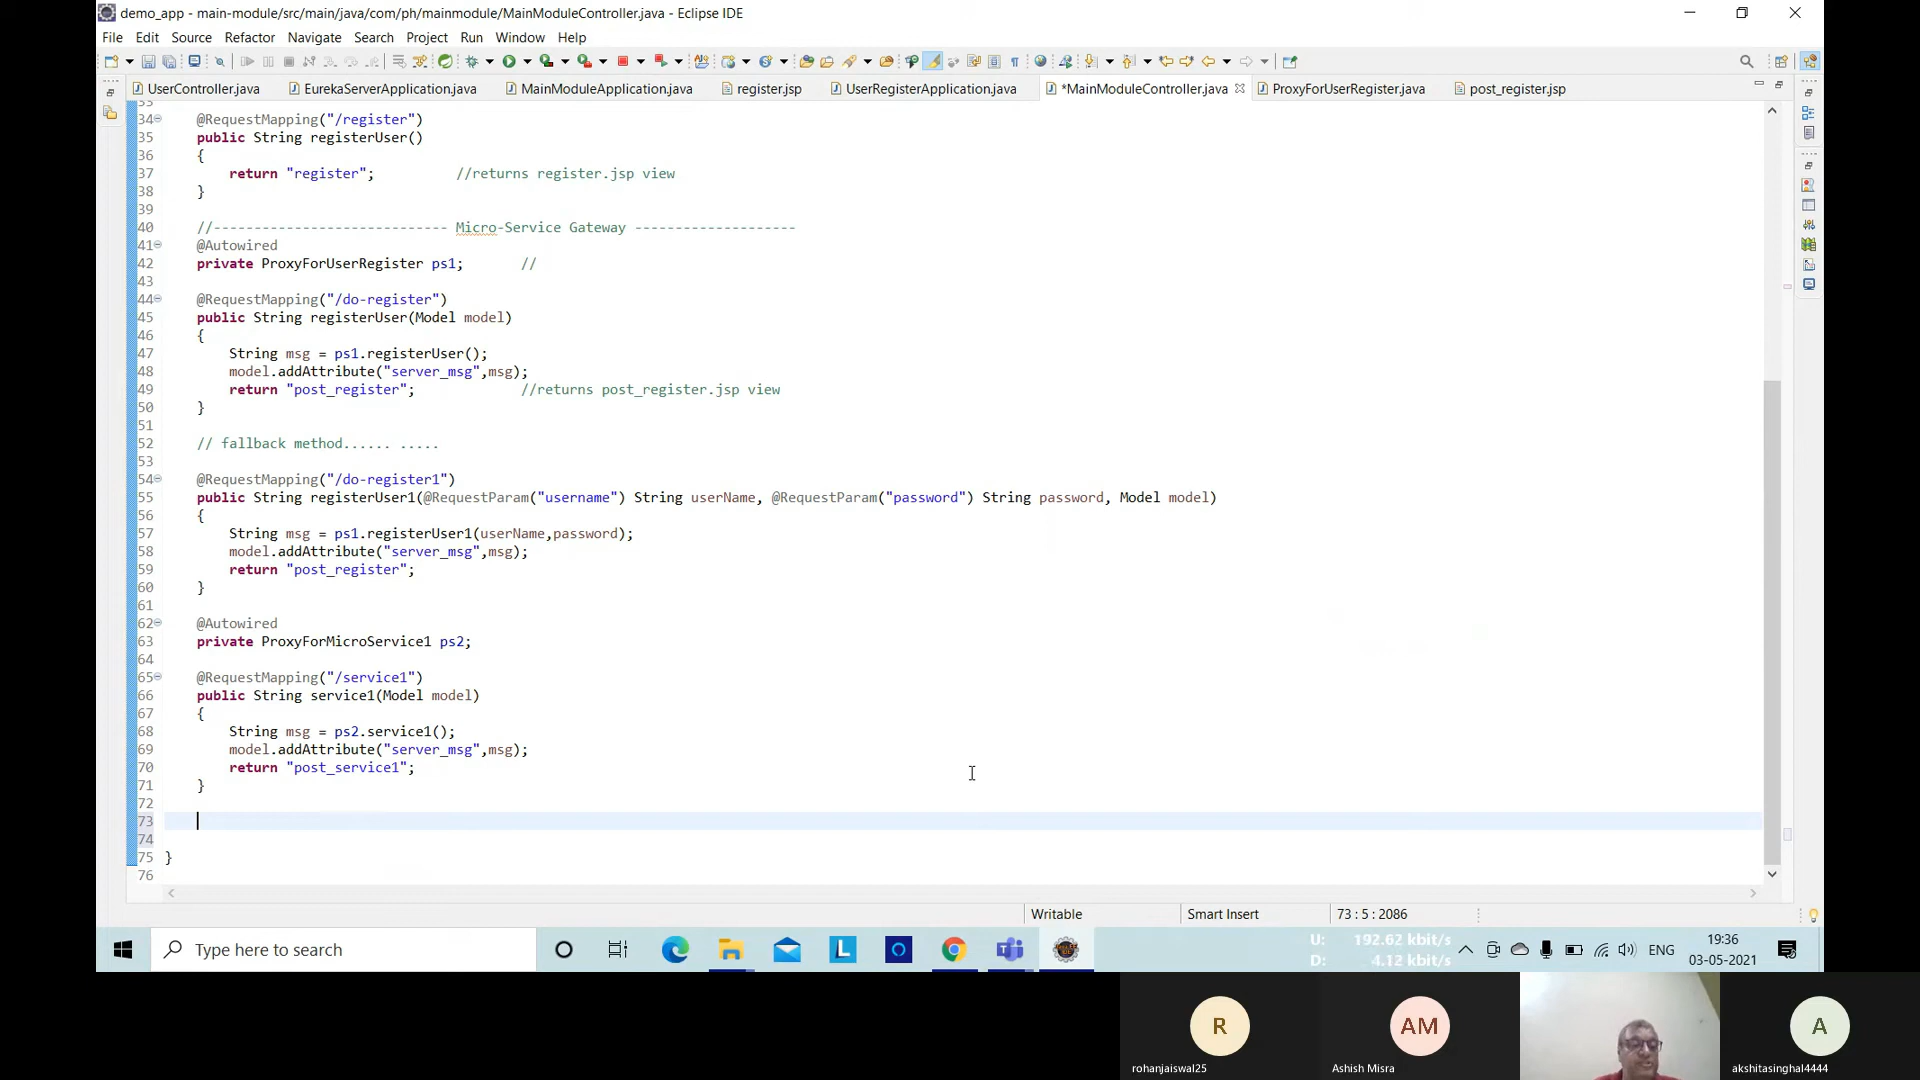 demo_app - main-module/src/main/java/com/ph/mainmodule/MainModuleController.java - Eclipse IDE
File Edit Source Refactor Navigate Search Project Run Window Help
UserController.java EurekaServerApplication.java MainModuleApplication.java register.jsp UserRegisterApplication.java *MainModuleController.java ProxyForUserRegister.java post_register.jsp
33
34 @RequestMapping("/register")
35 public String registerUser()
36 {
37 return "register"; //returns register.jsp view
38 }
39
40 //----------------------------- Micro-Service Gateway --------------------
41 @Autowired
42 private ProxyForUserRegister ps1; //
43
44 @RequestMapping("/do-register")
45 public String registerUser(Model model)
46 {
47 String msg = ps1.registerUser();
48 model.addAttribute("server_msg",msg);
49 return "post_register"; //returns post_register.jsp view
50 }
51
52 // fallback method...... .....
53
54 @RequestMapping("/do-register1")
55 public String registerUser1(@RequestParam("username") String userName, @RequestParam("password") String password, Model model)
56 {
57 String msg = ps1.registerUser1(userName,password);
58 model.addAttribute("server_msg",msg);
59 return "post_register";
60 }
61
62 @Autowired
63 private ProxyForMicroService1 ps2;
64
65 @RequestMapping("/service1")
66 public String service1(Model model)
67 {
68 String msg = ps2.service1();
69 model.addAttribute("server_msg",msg);
70 return "post_service1";
71 }
72
73
74
75 }
76
Writable Smart Insert 73 : 5 : 2086
Type here to search
U: 192.62 kbit/s
D: 4.12 kbit/s
ENG
19:36
03-05-2021
R
AM
A
rohanjaiswal25
Ashish Misra
akshitasinghal4444